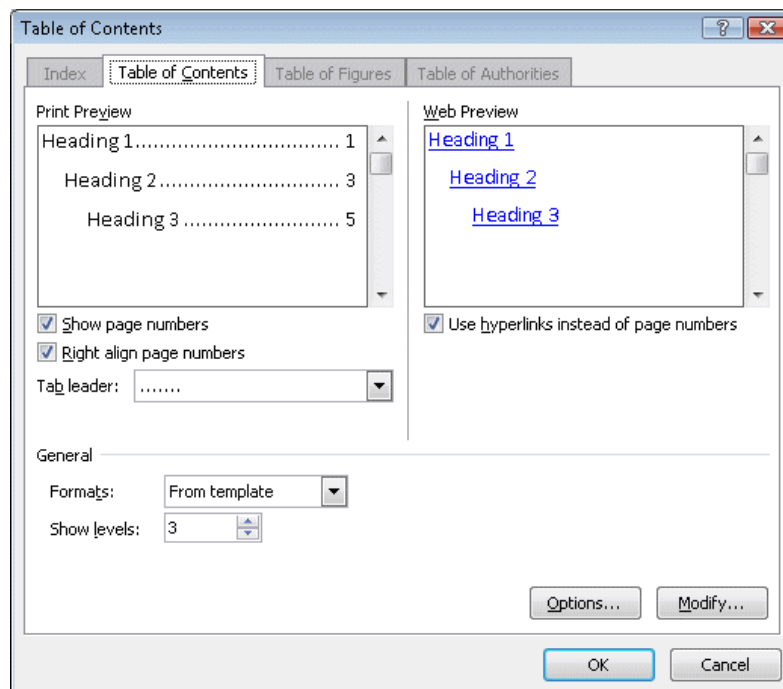 Table of Contents
Index Table of Contents Table of Figures Table of Authorities
Print Preview
Heading 1.................................. 1
Heading 2.............................. 3
Heading 3.......................... 5
Show page numbers
Right align page numbers
Tab leader: .......
Web Preview
Heading 1
Heading 2
Heading 3
Use hyperlinks instead of page numbers
General
Formats: From template
Show levels: 3
Options... Modify...
OK Cancel